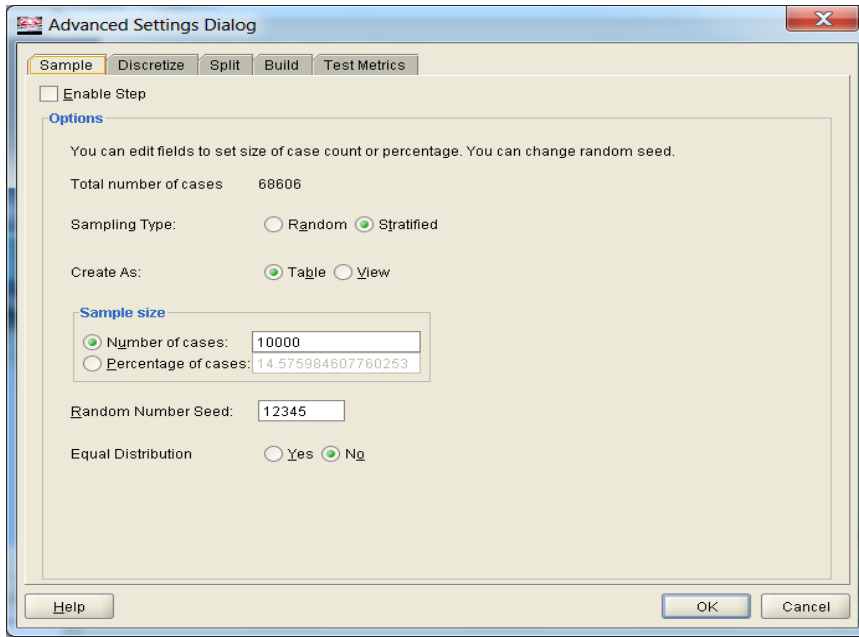 Advanced Settings Dialog
Sample Discretize Split Build Test Metrics
Enable Step
Options
You can edit fields to set size of case count or percentage. You can change random seed.
Total number of cases 68606
Sampling Type: Random Stratified
Create As: Table View
Sample size
Number of cases: 10000
Percentage of cases: 14.575984607760253
Random Number Seed: 12345
Equal Distribution Yes No
Help OK Cancel